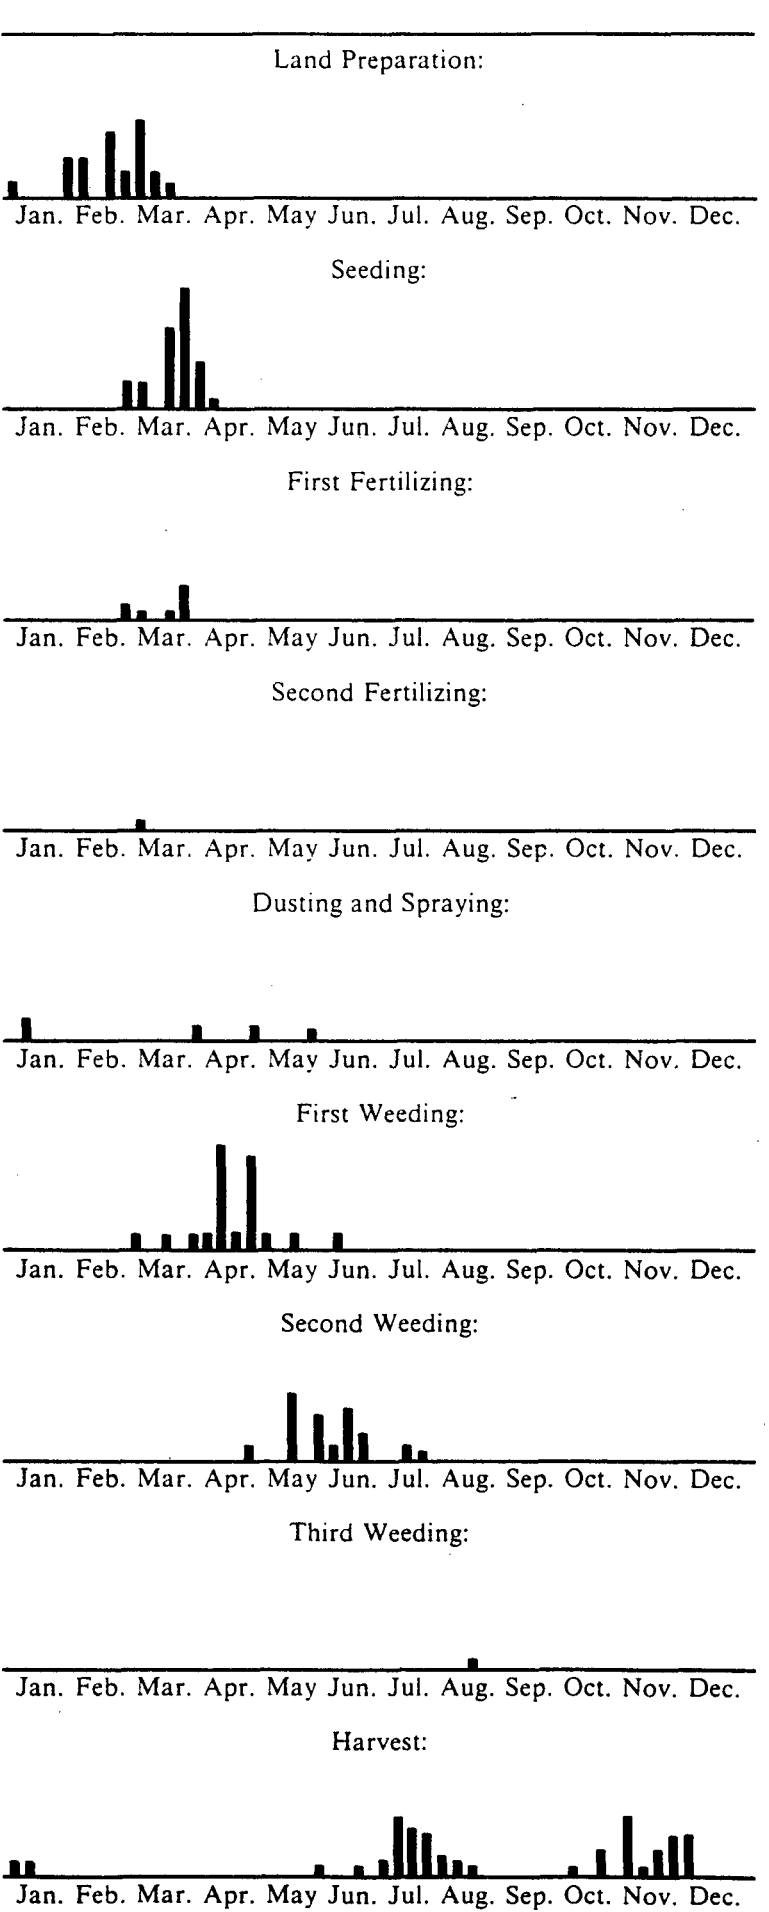 Land Preparation:
Jan. Feb. Mar. Apr. May Jun. Jul. Aug. Sep. Oct. Nov. Dec.
Seeding:
Jan. Feb. Mar. Apr. May Jun. Jul. Aug. Sep. Oct. Nov. Dec.
First Fertilizing:
Jan. Feb. Mar. Apr. May Jun. Jul. Aug. Sep. Oct. Nov. Dec.
Second Fertilizing:
Jan. Feb. Mar. Apr. May Jun. Jul. Aug. Sep. Oct. Nov. Dec.
Dusting and Spraying:
Jan. Feb. Mar. Apr. May Jun. Jul. Aug. Sep. Oct. Nov. Dec.
First Weeding:
Jan. Feb. Mar. Apr. May Jun. Jul. Aug. Sep. Oct. Nov. Dec.
Second Weeding:
Jan. Feb. Mar. Apr. May Jun. Jul. Aug. Sep. Oct. Nov. Dec.
Third Weeding:
Jan. Feb. Mar. Apr. May Jun. Jul. Aug. Sep. Oct. Nov. Dec.
Harvest:
Jan. Feb. Mar. Apr. May Jun. Jul. Aug. Sep. Oct. Nov. Dec.